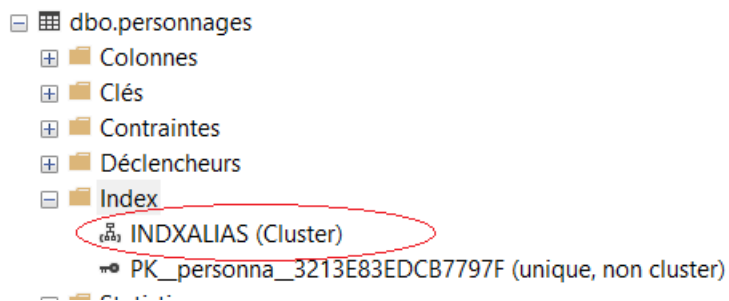 dbo.personnages
Colonnes
Clés
Contraintes
Déclencheurs
Index
INDXALIAS (Cluster)
PK__personna__3213E83EDCB7797F (unique, non cluster)